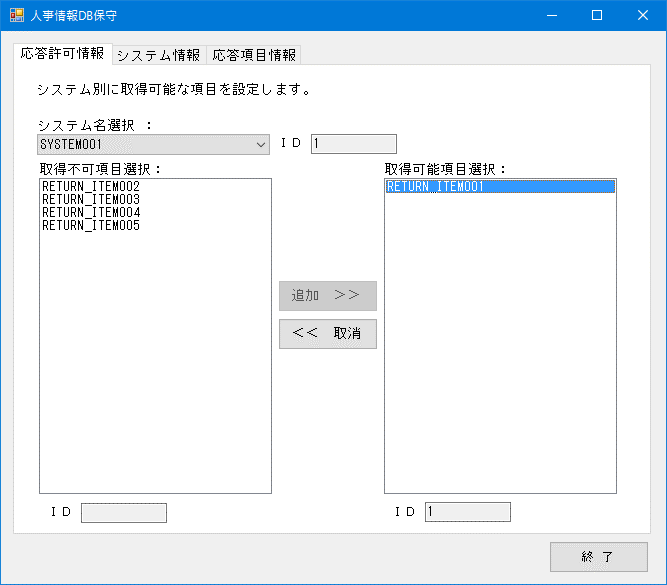 人事情報DB保守
応答許可情報 システム情報 応答項目情報
システム別に取得可能な項目を設定します。
システム名選択 :
SYSTEM001 ID 1
取得不可項目選択: 取得可能項目選択:
RETURN_ITEM002 RETURN_ITEM001
RETURN_ITEM003
RETURN_ITEM004
RETURN_ITEM005
追加 >>
<< 取消
ID ID 1
終 了